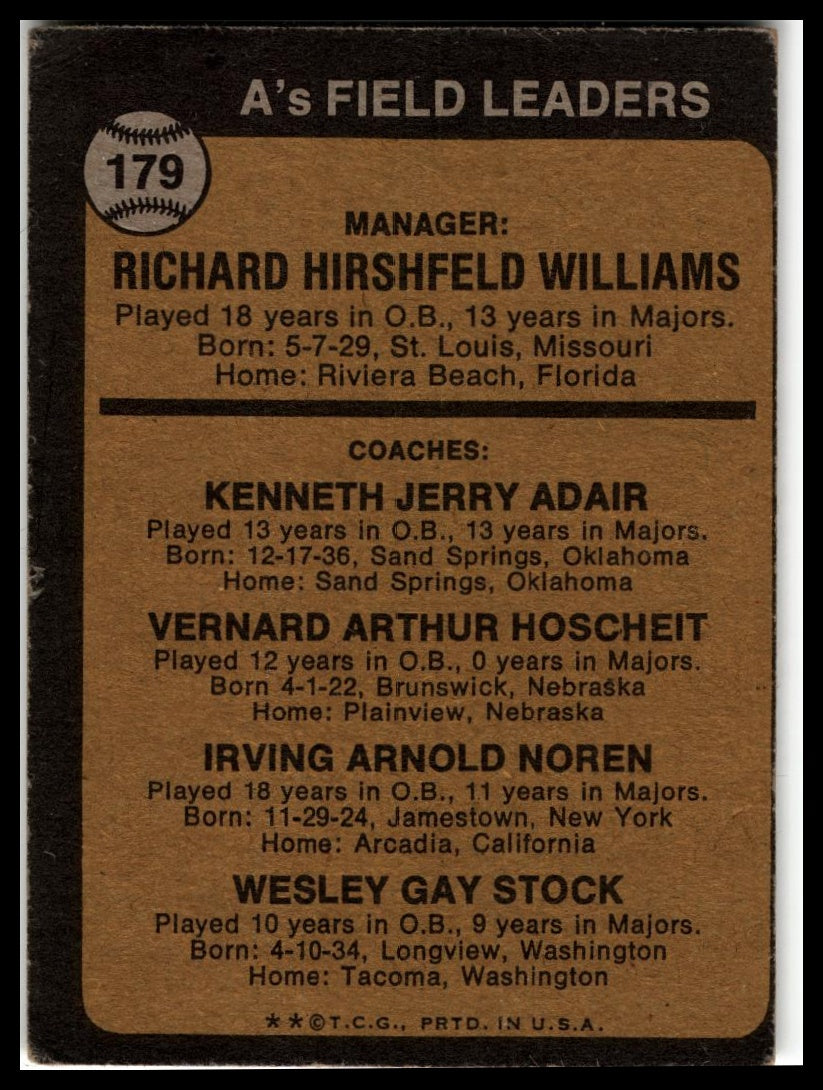 A's FIELD LEADERS
179
MANAGER:
RICHARD HIRSHFELD WILLIAMS
Played 18 years in O.B., 13 years in Majors.
Born: 5-7-29, St. Louis, Missouri
Home: Riviera Beach, Florida
COACHES:
KENNETH JERRY ADAIR
Played 13 years in O.B., 13 years in Majors.
Born: 12-17-36, Sand Springs, Oklahoma
Home: Sand Springs, Oklahoma
VERNARD ARTHUR HOSCHEIT
Played 12 years in O.B., 0 years in Majors.
Born 4-1-22, Brunswick, Nebraska
Home: Plainview, Nebraska
IRVING ARNOLD NOREN
Played 18 years in O.B., 11 years in Majors.
Born: 11-29-24, Jamestown, New York
Home: Arcadia, California
WESLEY GAY STOCK
Played 10 years in O.B., 9 years in Majors.
Born: 4-10-34, Longview, Washington
Home: Tacoma, Washington
**©T.C.G., PRTD. IN U.S.A.